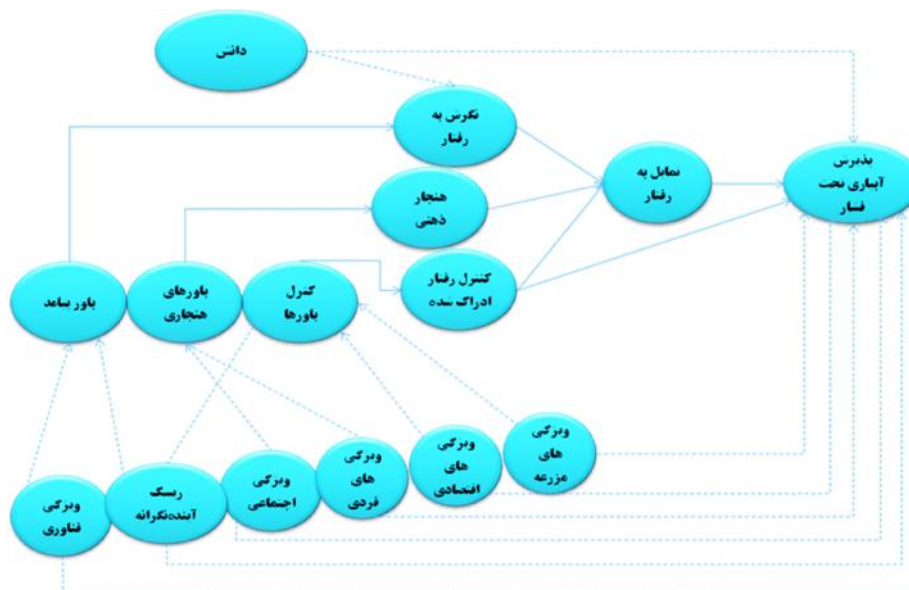 دانش
نگرش به
رفتار
تمایل به
رفتار
پذیرش
آبیاری تحت
فشار
هنجار
ذهنی
کنترل رفتار
ادراک شده
باور پیامد
باورهای
هنجاری
کنترل
باورها
ویژگی
های
مزرعه
ویژگی
های
اقتصادی
ویژگی
های
فردی
ویژگی
اجتماعی
ریسک
آینده‌نگرانه
ویژگی
فناوری